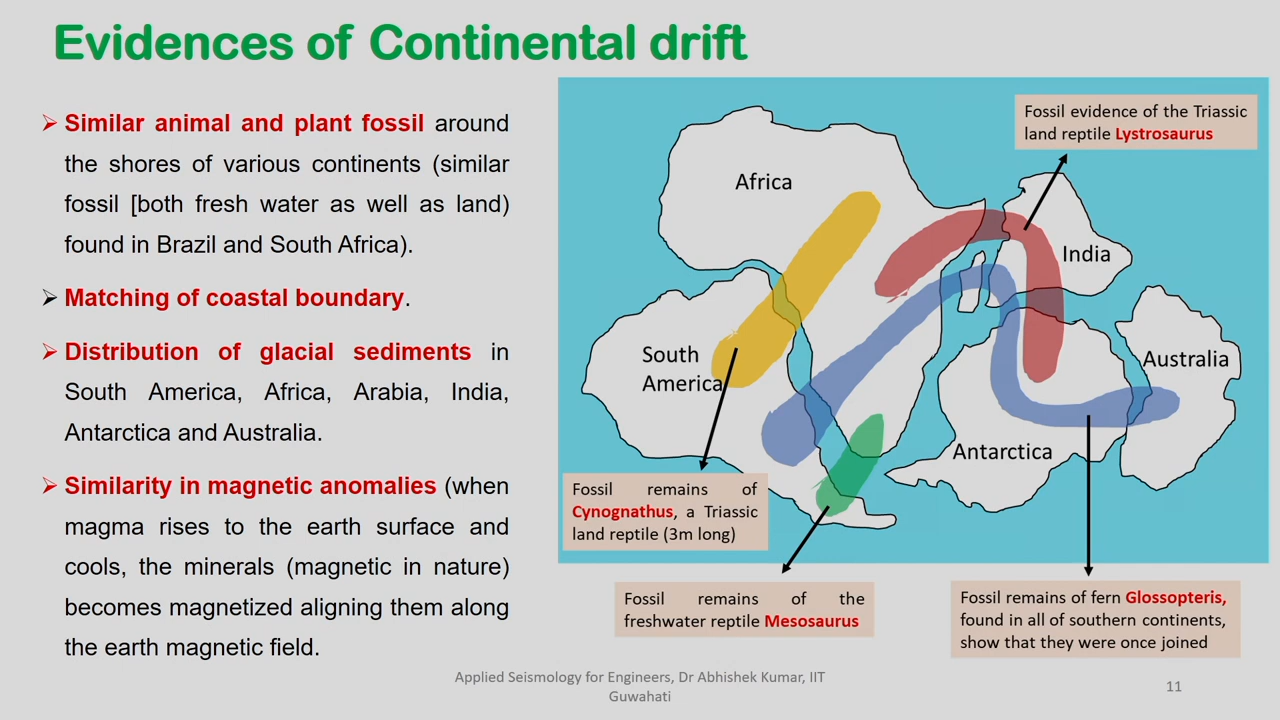 Evidences of Continental drift
➢ Similar animal and plant fossil around
the shores of various continents (similar
fossil [both fresh water as well as land)
found in Brazil and South Africa).
➢ Matching of coastal boundary.
➢ Distribution of glacial sediments in
South America, Africa, Arabia, India,
Antarctica and Australia.
➢ Similarity in magnetic anomalies (when
magma rises to the earth surface and
cools, the minerals (magnetic in nature)
becomes magnetized aligning them along
the earth magnetic field.
Fossil evidence of the Triassic
land reptile Lystrosaurus
Africa
India
South
America
Australia
Antarctica
Fossil remains of
Cynognathus, a Triassic
land reptile (3m long)
Fossil remains of the
freshwater reptile Mesosaurus
Fossil remains of fern Glossopteris,
found in all of southern continents,
show that they were once joined
Applied Seismology for Engineers, Dr Abhishek Kumar, IIT
Guwahati
11